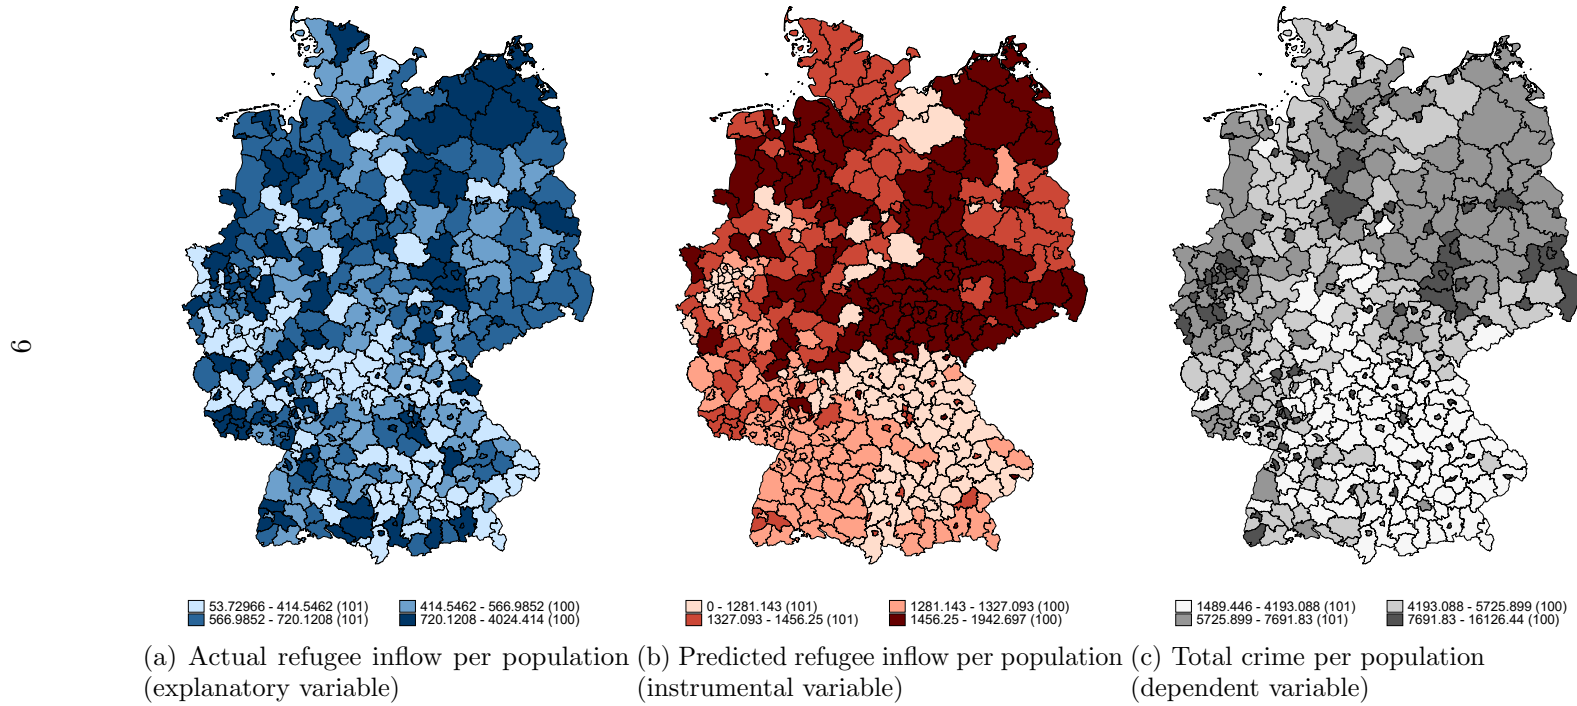 6
53.72966 - 414.5462 (101)
414.5462 - 566.9852 (100)
566.9852 - 720.1208 (101)
720.1208 - 4024.414 (100)
0 - 1281.143 (101)
1281.143 - 1327.093 (100)
1327.093 - 1456.25 (101)
1456.25 - 1942.697 (100)
1489.446 - 4193.088 (101)
4193.088 - 5725.899 (100)
5725.899 - 7691.83 (101)
7691.83 - 16126.44 (100)
(a) Actual refugee inflow per population
(explanatory variable)
(b) Predicted refugee inflow per population
(instrumental variable)
(c) Total crime per population
(dependent variable)